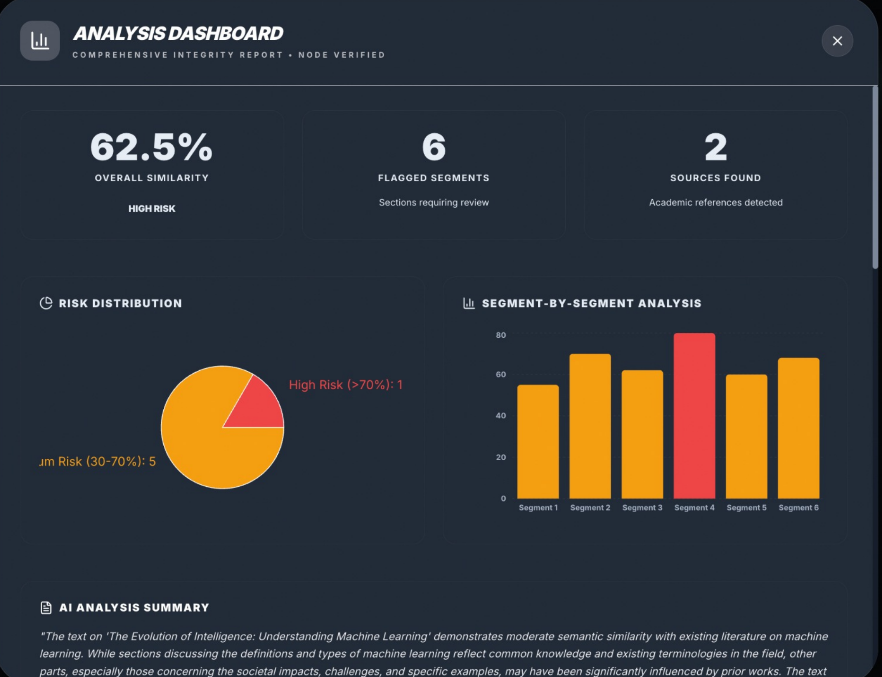 ANALYSIS DASHBOARD
COMPREHENSIVE INTEGRITY REPORT • NODE VERIFIED
62.5%
OVERALL SIMILARITY
HIGH RISK
6
FLAGGED SEGMENTS
Sections requiring review
2
SOURCES FOUND
Academic references detected
RISK DISTRIBUTION
High Risk (>70%): 1
um Risk (30-70%): 5
SEGMENT-BY-SEGMENT ANALYSIS
80
60
40
20
0
Segment 1 Segment 2 Segment 3 Segment 4 Segment 5 Segment 6
AI ANALYSIS SUMMARY
"The text on 'The Evolution of Intelligence: Understanding Machine Learning' demonstrates moderate semantic similarity with existing literature on machine
learning. While sections discussing the definitions and types of machine learning reflect common knowledge and existing terminologies in the field, other
parts, especially those concerning the societal impacts, challenges, and specific examples, may have been significantly influenced by prior works. The text